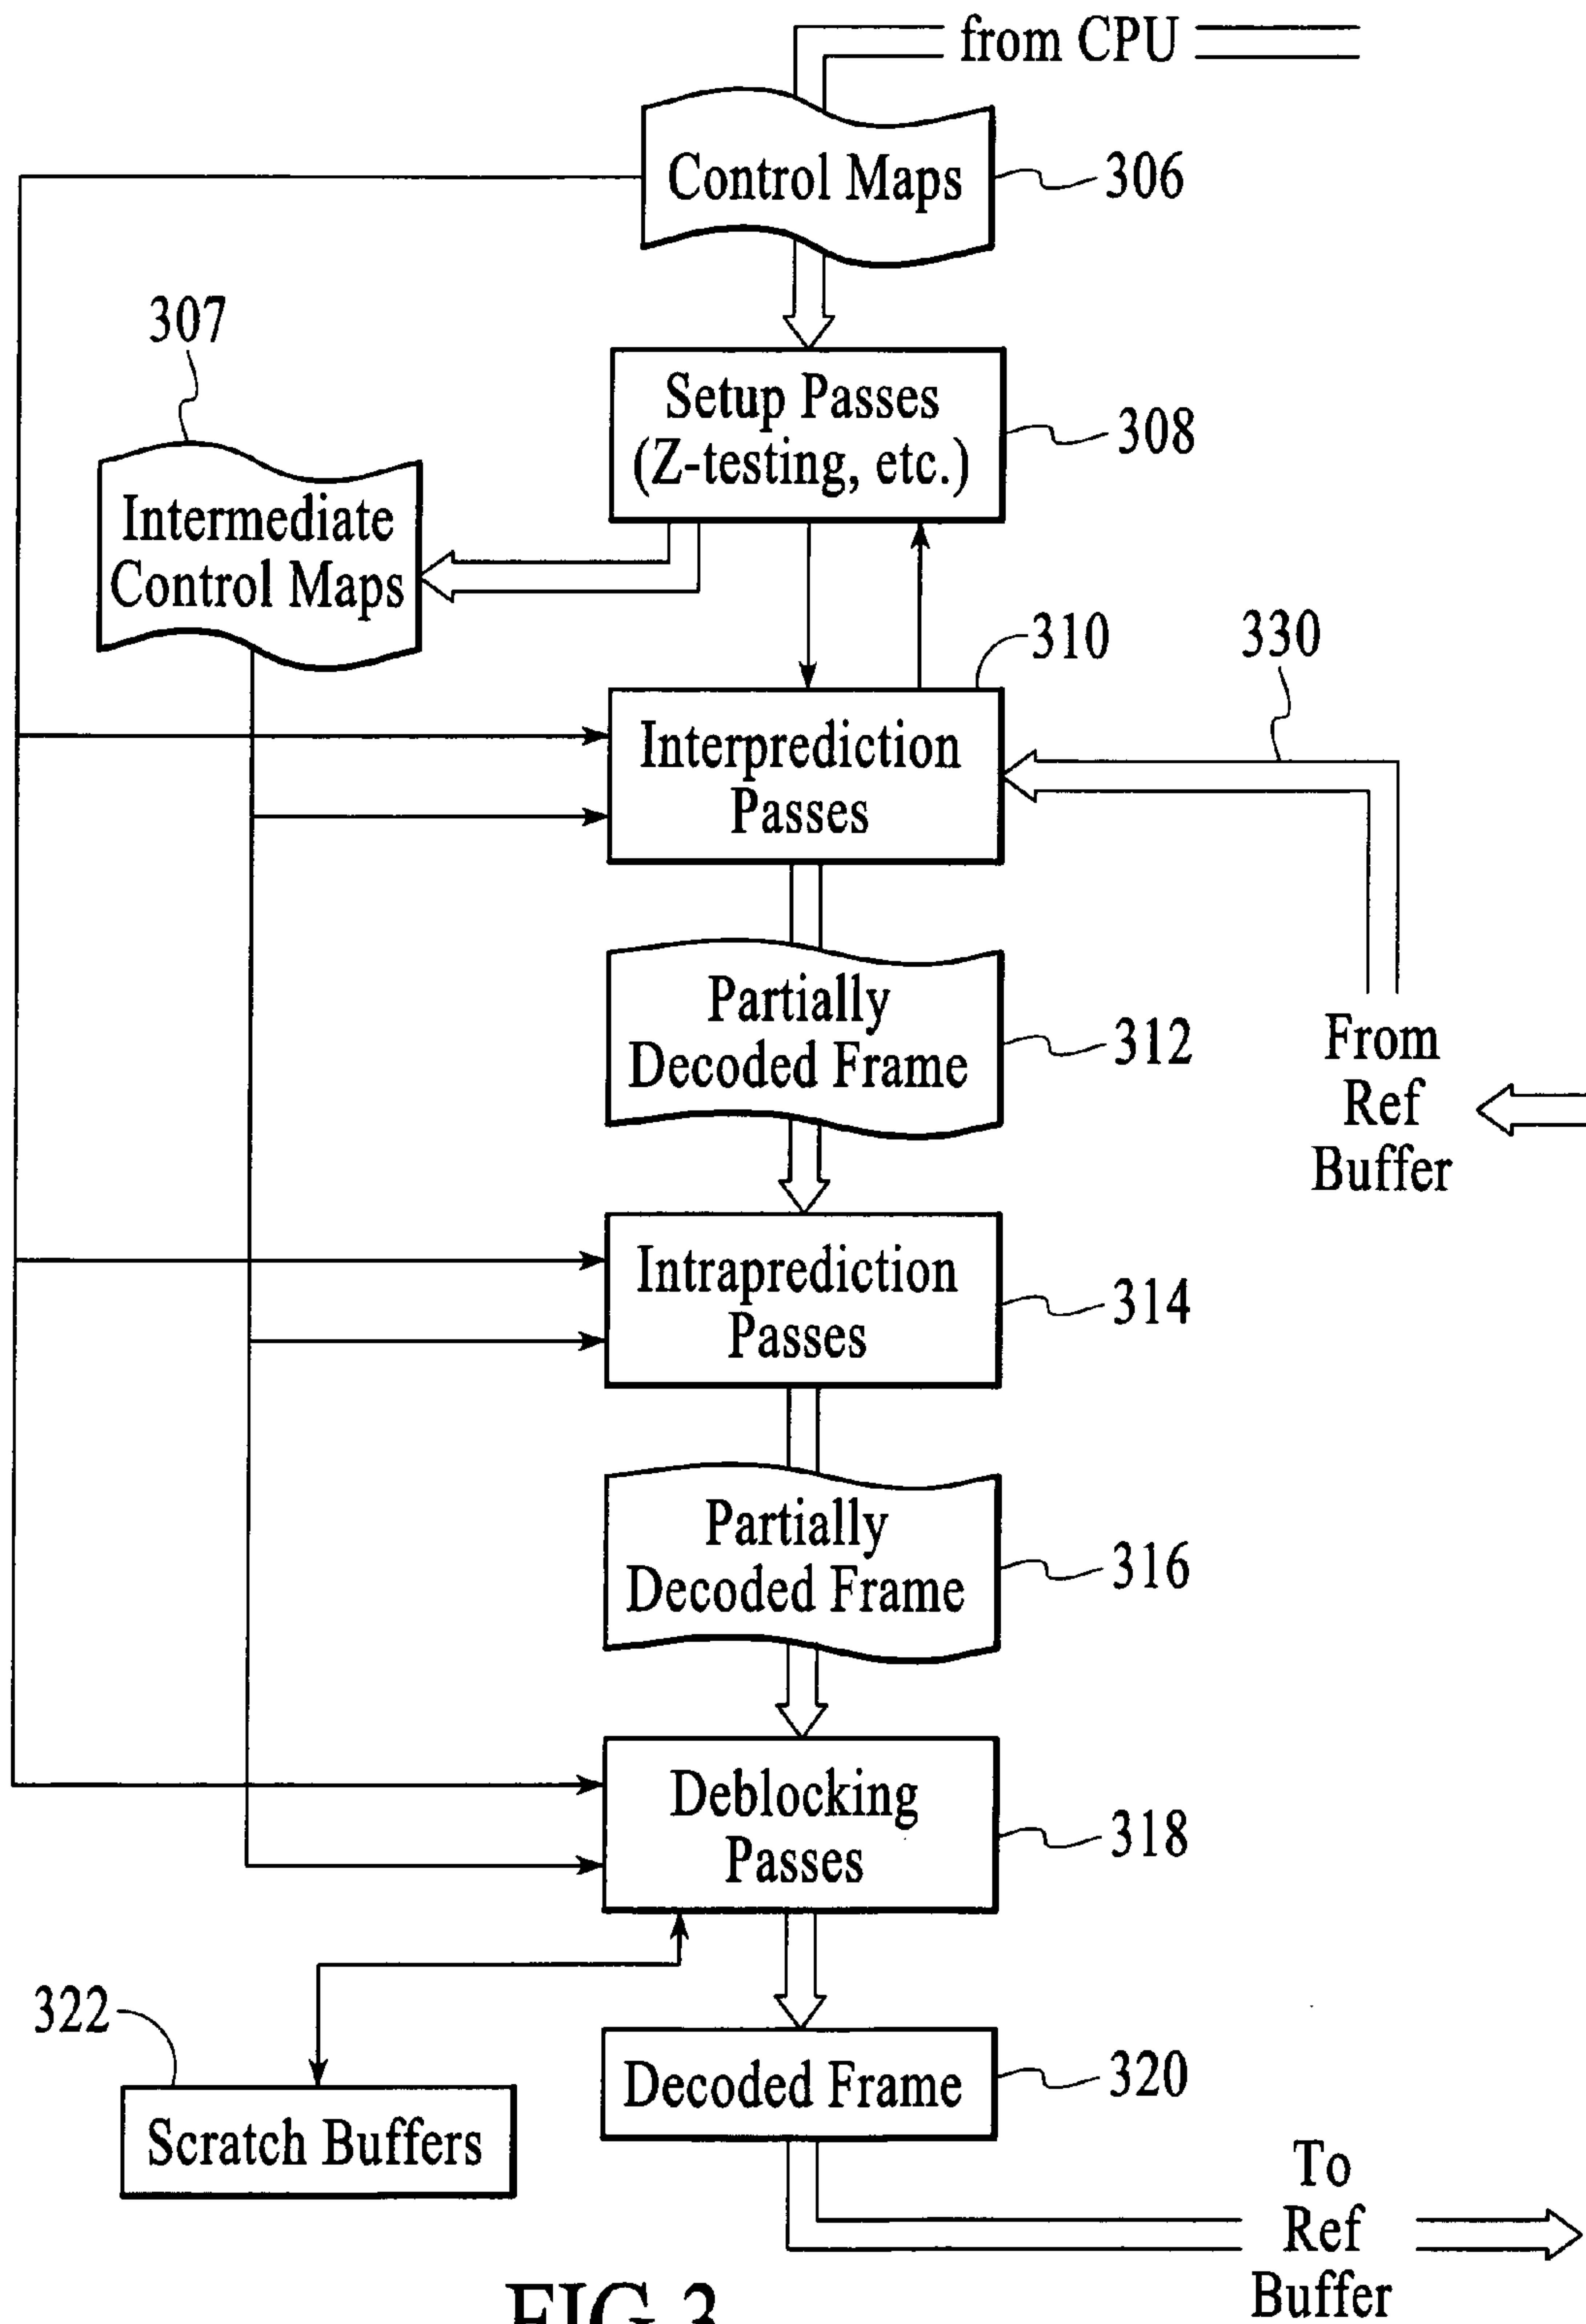 from CPU
Control Maps
306
307
Setup Passes
(Z-testing, etc.)
308
Intermediate
Control Maps
310
330
Interprediction
Passes
Partially
Decoded Frame
312
From
Ref
Buffer
Intraprediction
Passes
314
Partially
Decoded Frame
316
Deblocking
Passes
318
322
Decoded Frame
320
Scratch Buffers
To
Ref
Buffer
FIG.3